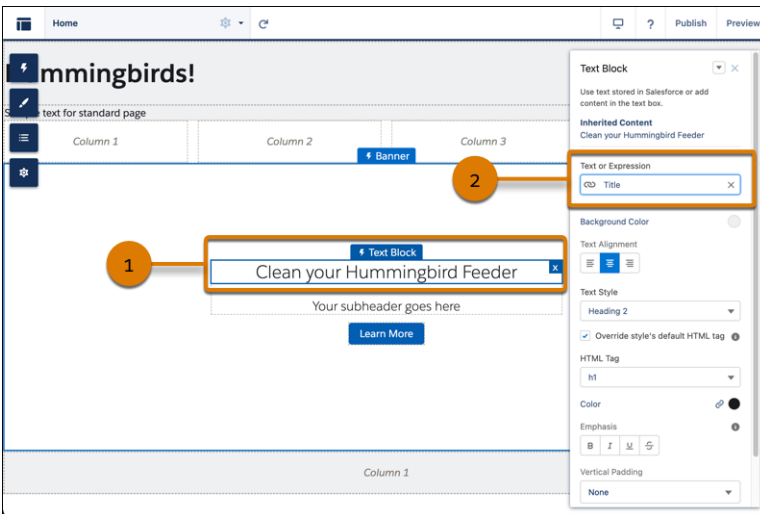 Home
? Publish Preview
mmingbirds!
text for standard page
Column 1 Column 2 Column 3
Banner
1
Text Block
Clean your Hummingbird Feeder
x
Your subheader goes here
Learn More
Column 1
Text Block
Use text stored in Salesforce or add
content in the text box.
Inherited Content
Clean your Hummingbird Feeder
2
Text or Expression
Title
Background Color
Text Alignment
Text Style
Heading 2
Override style's default HTML tag
HTML Tag
h1
Color
Emphasis
B I U S
Vertical Padding
None